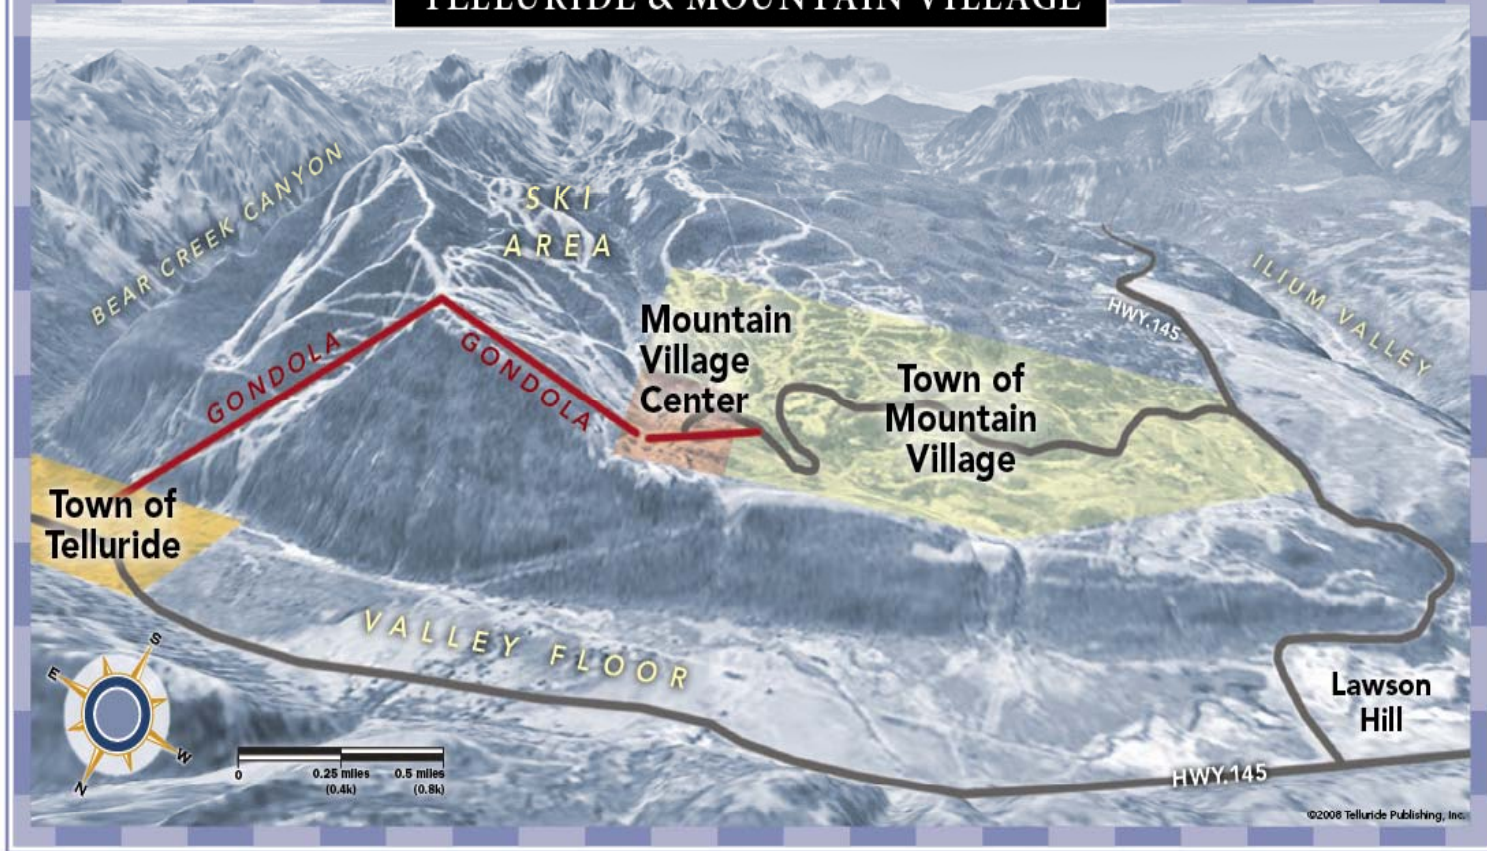 TELLURIDE & MOUNTAIN VILLAGE
BEAR CREEK CANYON
SKI
AREA
ILIUM VALLEY
HWY.145
GONDOLA
GONDOLA
Mountain
Village
Center
Town of
Mountain
Village
Town of
Telluride
VALLEY FLOOR
S
E
W
N
0
0.25 miles
(0.4k)
0.5 miles
(0.8k)
Lawson
Hill
HWY.145
©2008 Telluride Publishing, Inc.